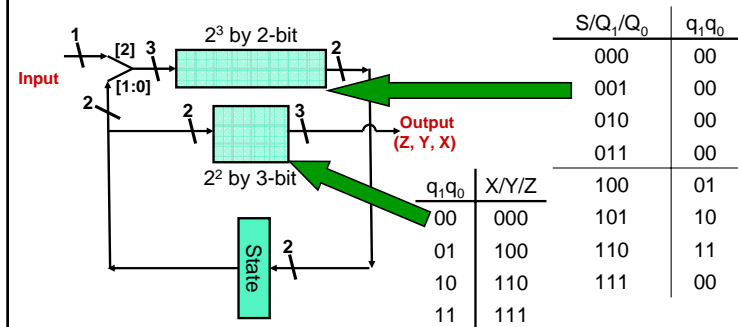 1
2³ by 2-bit
2
[2]
3
Input
[1:0]
2
2
3
Output
(Z, Y, X)
2² by 3-bit
State
2
q₁q₀ X/Y/Z
00 000
01 100
10 110
11 111
S/Q₁/Q₀ q₁q₀
000 00
001 00
010 00
011 00
100 01
101 10
110 11
111 00